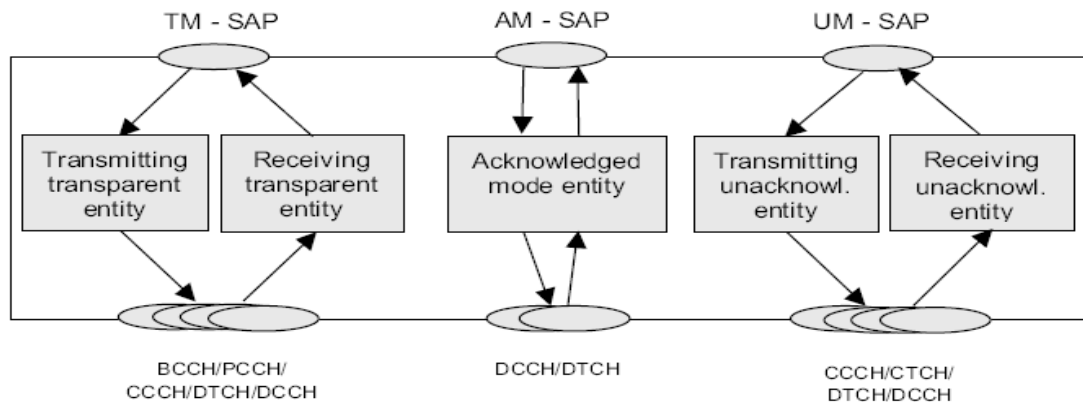 TM - SAP
AM - SAP
UM - SAP
Transmitting
transparent
entity
Receiving
transparent
entity
Acknowledged
mode entity
Transmitting
unacknowl.
entity
Receiving
unacknowl.
entity
BCCH/PCCH/
CCCH/DTCH/DCCH
DCCH/DTCH
CCCH/CTCH/
DTCH/DCCH